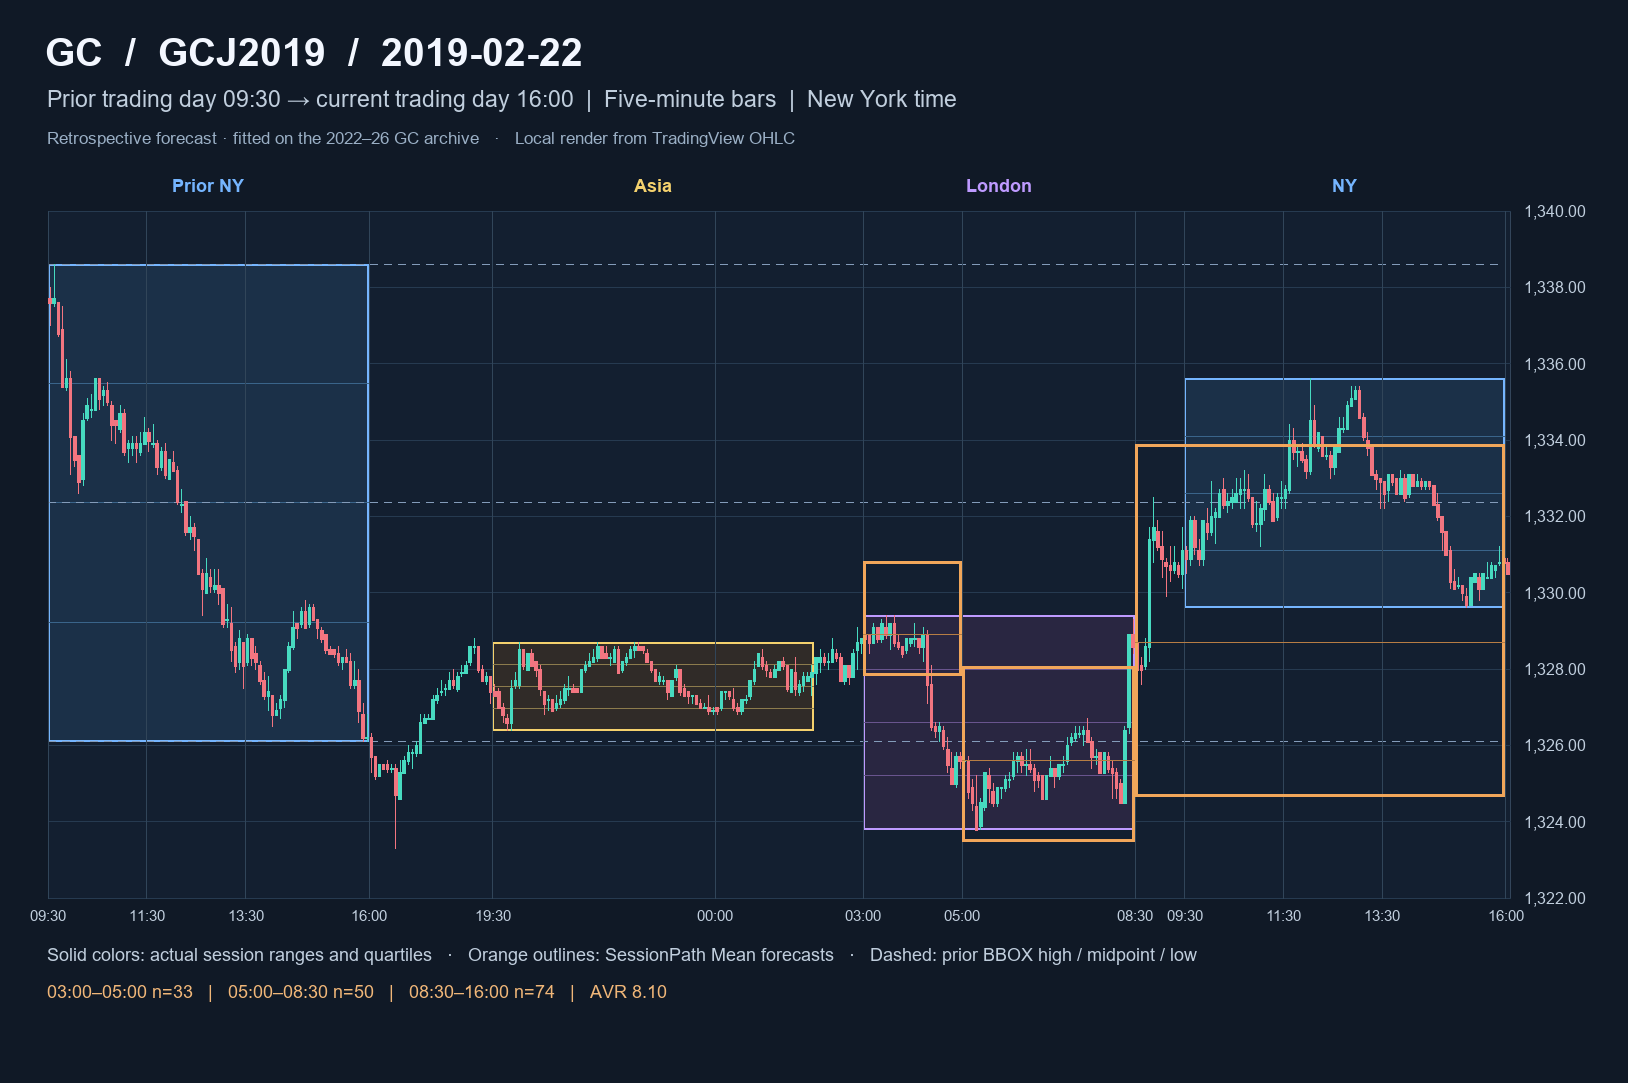 GC / GCJ2019 / 2019-02-22
Prior trading day 09:30 → current trading day 16:00 | Five-minute bars | New York time
Retrospective forecast · fitted on the 2022–26 GC archive · Local render from TradingView OHLC
Prior NY Asia London NY
1,340.00
1,338.00
1,336.00
1,334.00
1,332.00
1,330.00
1,328.00
1,326.00
1,324.00
1,322.00
09:30 11:30 13:30 16:00 19:30 00:00 03:00 05:00 08:30 09:30 11:30 13:30 16:00
Solid colors: actual session ranges and quartiles · Orange outlines: SessionPath Mean forecasts · Dashed: prior BBOX high / midpoint / low
03:00–05:00 n=33 | 05:00–08:30 n=50 | 08:30–16:00 n=74 | AVR 8.10